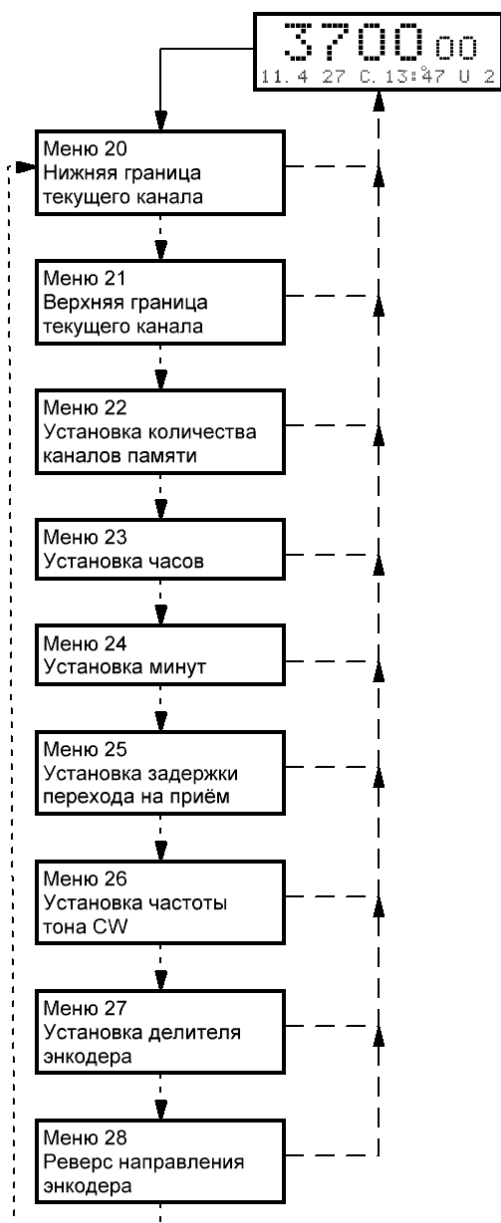 3700 00
11.4 27 С. 13:47 U 2
Меню 20
Нижняя граница
текущего канала
Меню 21
Верхняя граница
текущего канала
Меню 22
Установка количества
каналов памяти
Меню 23
Установка часов
Меню 24
Установка минут
Меню 25
Установка задержки
перехода на приём
Меню 26
Установка частоты
тона CW
Меню 27
Установка делителя
энкодера
Меню 28
Реверс направления
энкодера